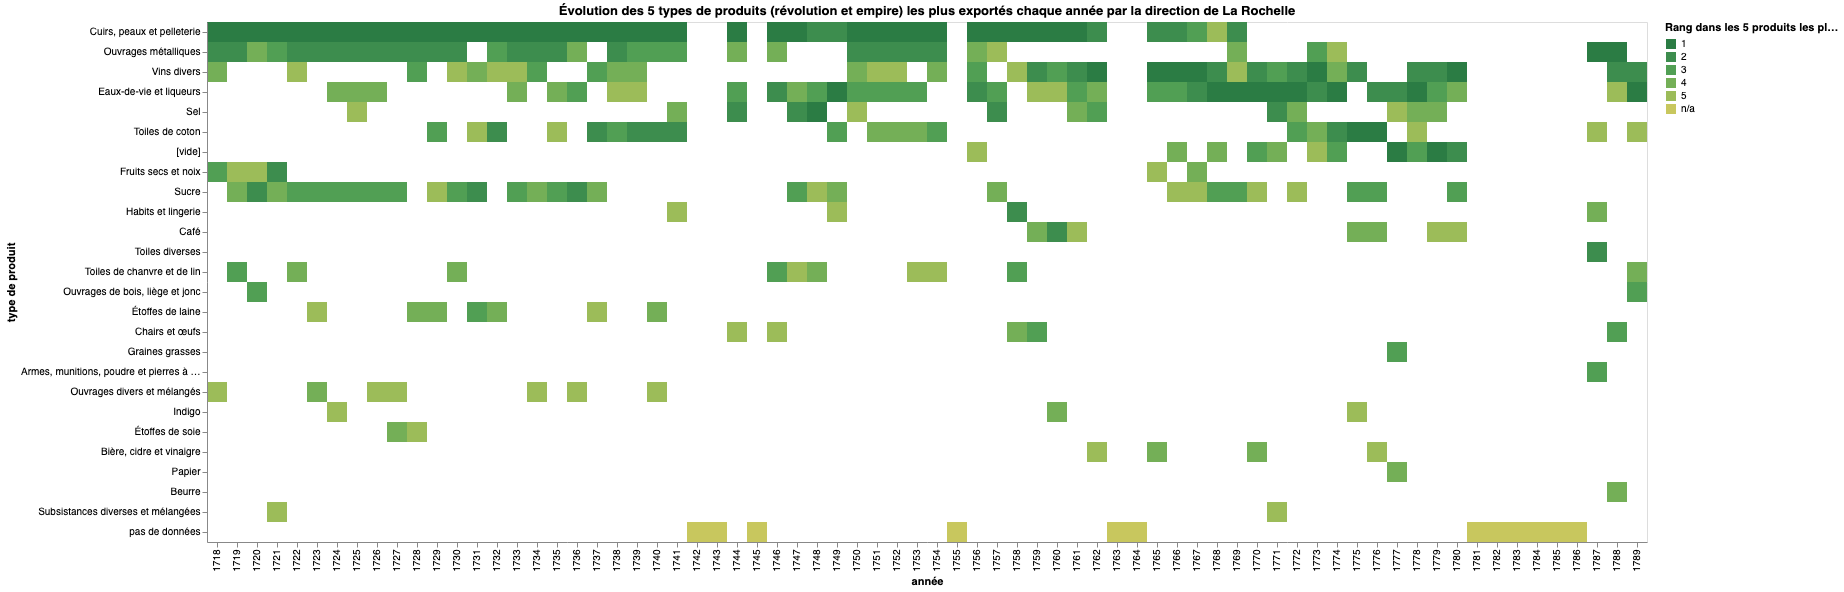 Évolution des 5 types de produits (révolution et empire) les plus exportés chaque année par la direction de La Rochelle
Rang dans les 5 produits les pl…
1
2
3
4
5
n/a
type de produit
Cuirs, peaux et pelleterie
Ouvrages métalliques
Vins divers
Eaux-de-vie et liqueurs
Sel
Toiles de coton
[vide]
Fruits secs et noix
Sucre
Habits et lingerie
Café
Toiles diverses
Toiles de chanvre et de lin
Ouvrages de bois, liège et jonc
Étoffes de laine
Chairs et œufs
Graines grasses
Armes, munitions, poudre et pierres à …
Ouvrages divers et mélangés
Indigo
Étoffes de soie
Bière, cidre et vinaigre
Papier
Beurre
Subsistances diverses et mélangées
pas de données
1718
1719
1720
1721
1722
1723
1724
1725
1726
1727
1728
1729
1730
1731
1732
1733
1734
1735
1736
1737
1738
1739
1740
1741
1742
1743
1744
1745
1746
1747
1748
1749
1750
1751
1752
1753
1754
1755
1756
1757
1758
1759
1760
1761
1762
1763
1764
1765
1766
1767
1768
1769
1770
1771
1772
1773
1774
1775
1776
1777
1778
1779
1780
1781
1782
1783
1784
1785
1786
1787
1788
1789
année